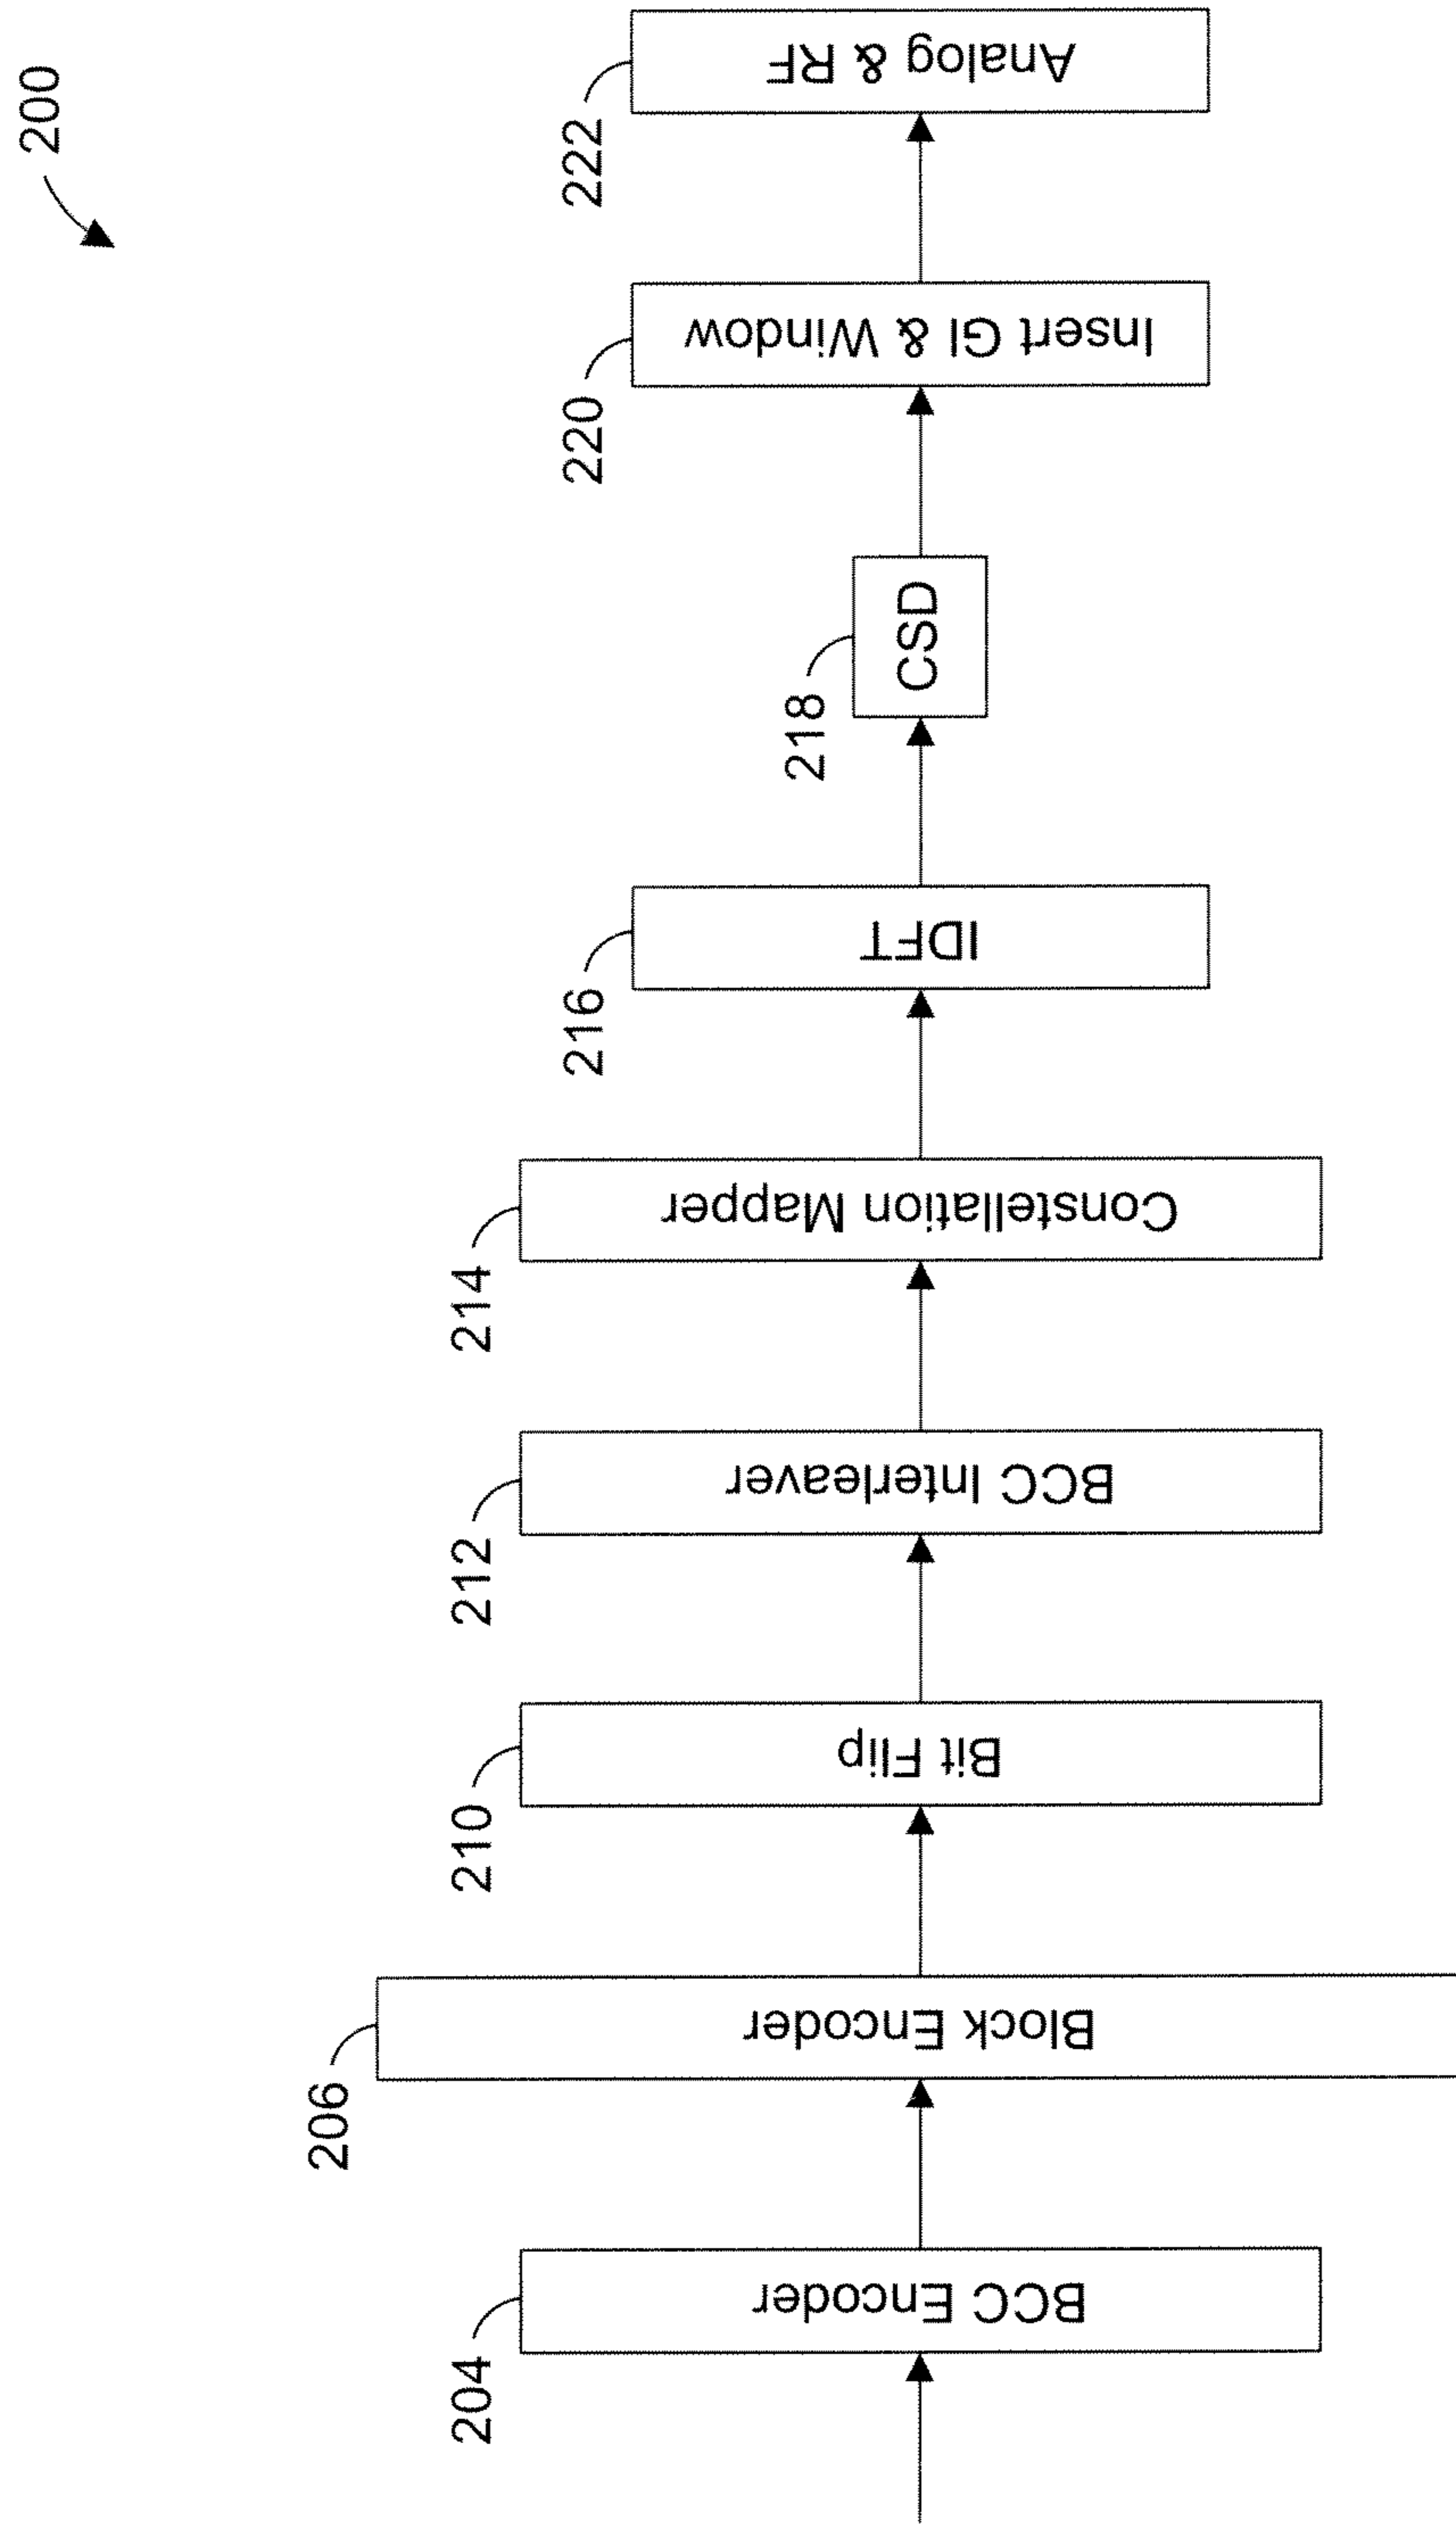 200
204
BCC Encoder
206
Block Encoder
210
Bit Flip
212
BCC Interleaver
214
Constellation Mapper
216
IDFT
218
CSD
220
Insert GI & Window
222
Analog & RF